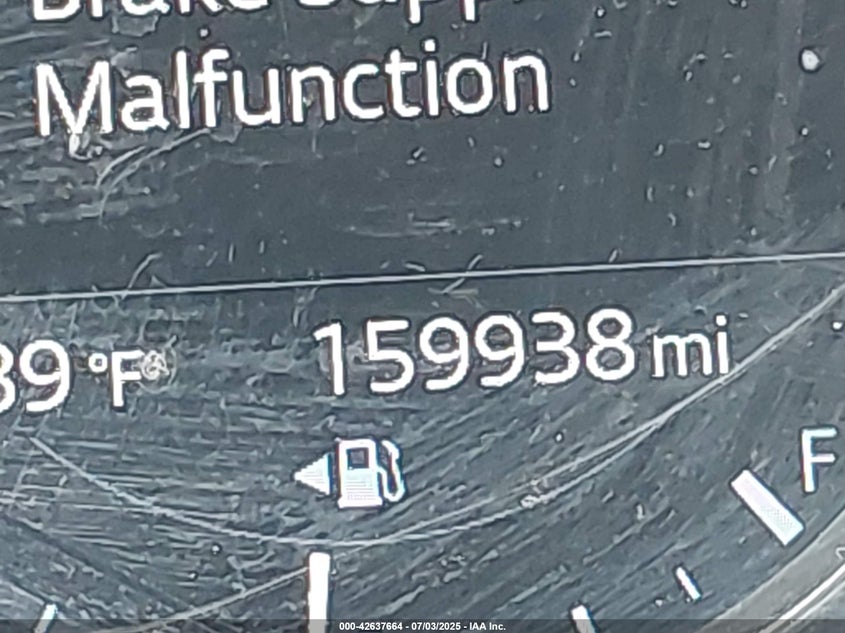 Malfunction
159938 mi
F
000-42637664 - 07/03/2025 - IAA Inc.